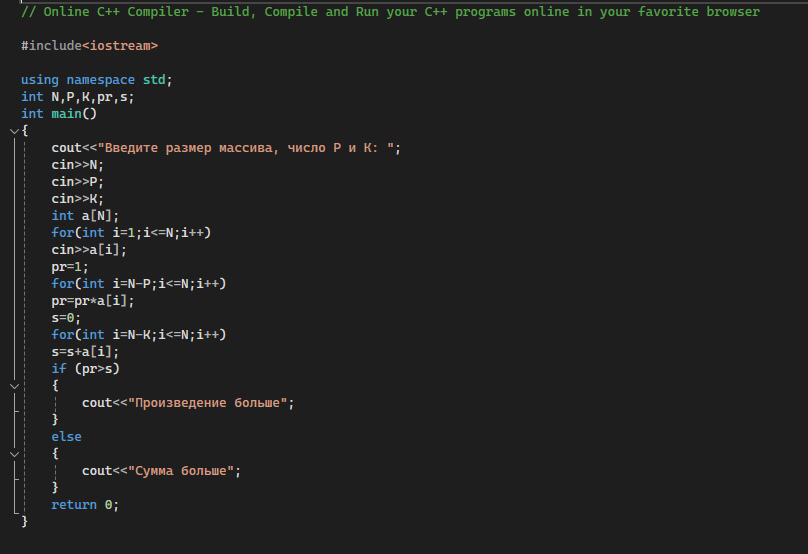 // Online C++ Compiler - Build, Compile and Run your C++ programs online in your favorite browser
#include<iostream>
using namespace std;
int N,P,K,pr,s;
int main()
{
cout<<"Введите размер массива, число P и K: ";
cin>>N;
cin>>P;
cin>>K;
int a[N];
for(int i=1;i<=N;i++)
cin>>a[i];
pr=1;
for(int i=N-P;i<=N;i++)
pr=pr*a[i];
s=0;
for(int i=N-K;i<=N;i++)
s=s+a[i];
if (pr>s)
{
cout<<"Произведение больше";
}
else
{
cout<<"Сумма больше";
}
return 0;
}